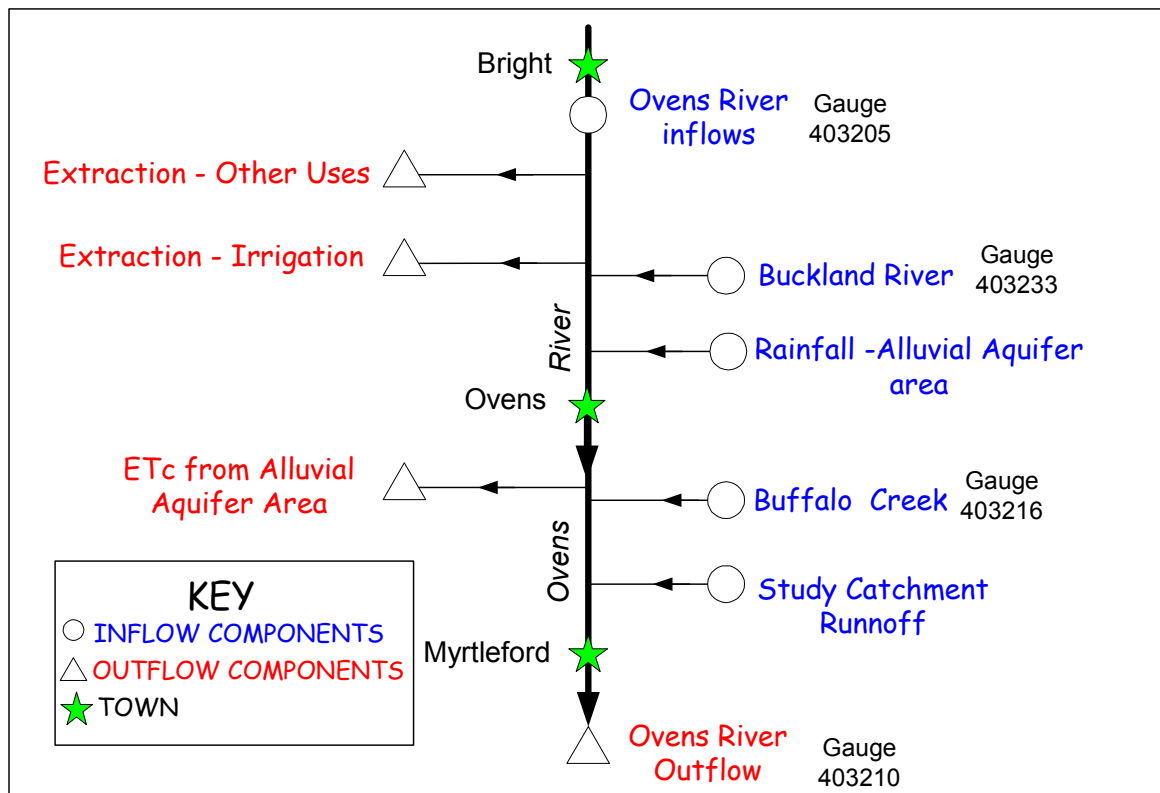 Bright
Ovens River
inflows
Gauge
403205
Extraction - Other Uses
Extraction - Irrigation
Buckland River
Gauge
403233
River
Rainfall -Alluvial Aquifer
area
Ovens
ETc from Alluvial
Aquifer Area
Buffalo Creek
Gauge
403216
Ovens
Study Catchment
Runnoff
KEY
INFLOW COMPONENTS
OUTFLOW COMPONENTS
TOWN
Myrtleford
Ovens River
Outflow
Gauge
403210